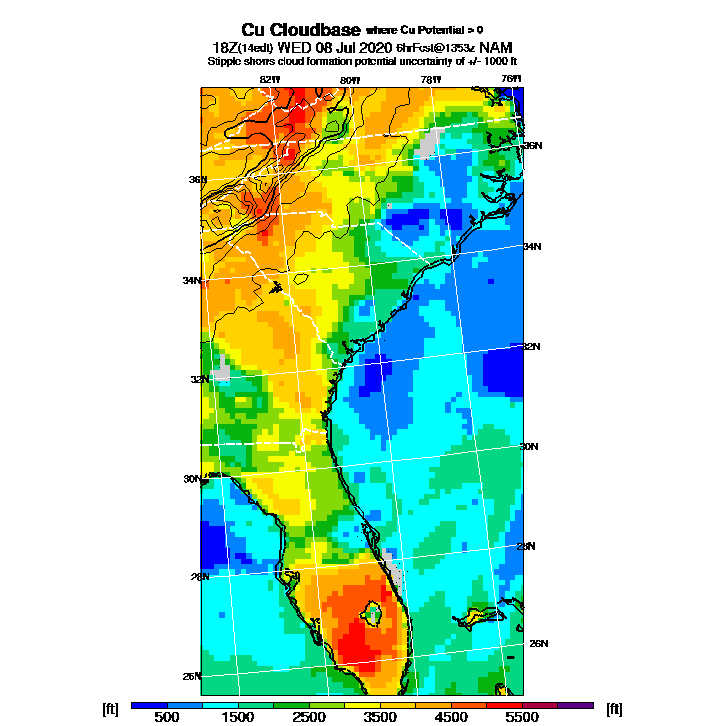 Cu Cloudbase where Cu Potential > 0
18Z(14edt) WED 08 Jul 2020 6hrFcst@1353z NAM
Stipple shows cloud formation potential uncertainty of +/- 1000 ft
82W 80W 78W 76W
36N
36N
34N
34N
32N
32N
30N
30N
28N
28N
26N
26N
[ft] 500 1500 2500 3500 4500 5500 [ft]